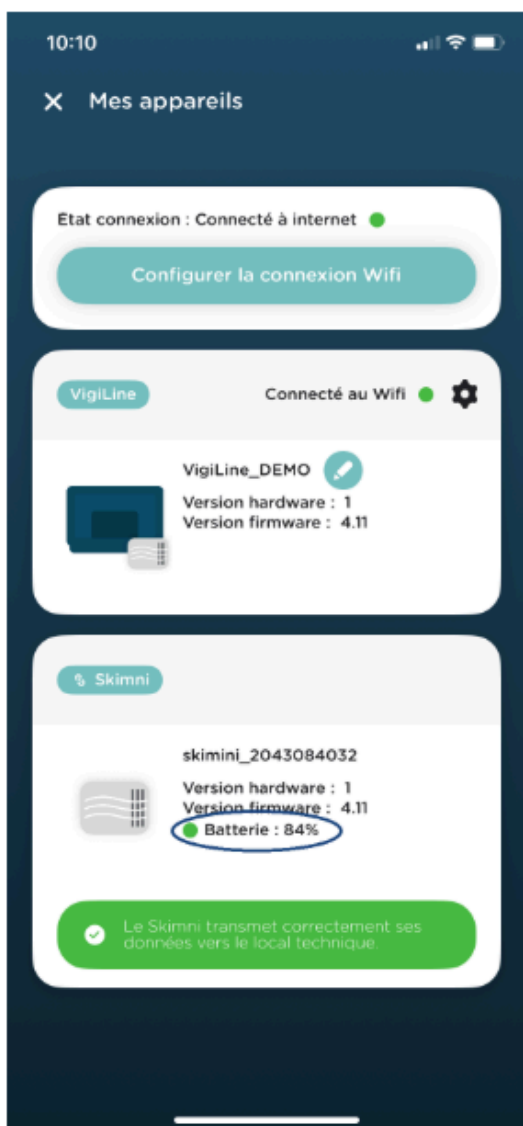 10:10
Mes appareils
État connexion : Connecté à internet
Configurer la connexion Wifi
VigiLine
Connecté au Wifi
VigiLine_DEMO
Version hardware : 1
Version firmware : 4.11
Skimni
skimini_2043084032
Version hardware : 1
Version firmware : 4.11
Batterie : 84%
Le Skimni transmet correctement ses
données vers le local technique.